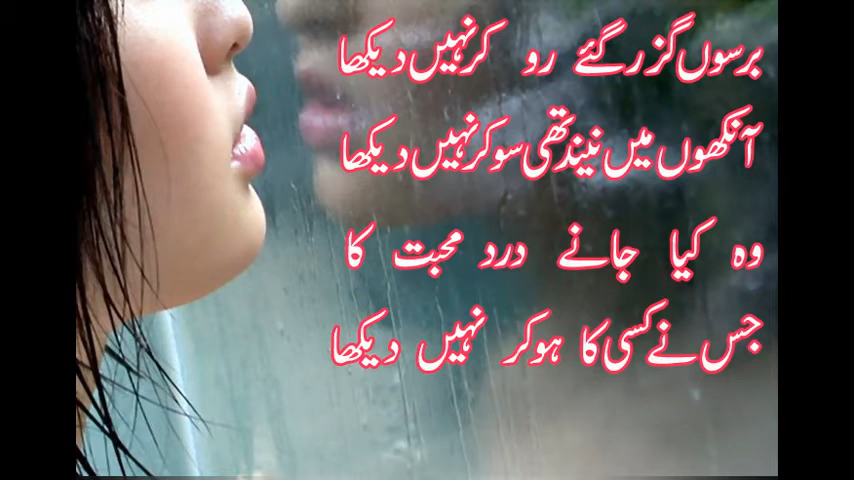 برسوں گزر گئے رو کر نہیں دیکھا
آنکھوں میں نیند تھی سو کر نہیں دیکھا
وہ کیا جانے درد محبت کا
جس نے کسی کا ہو کر نہیں دیکھا